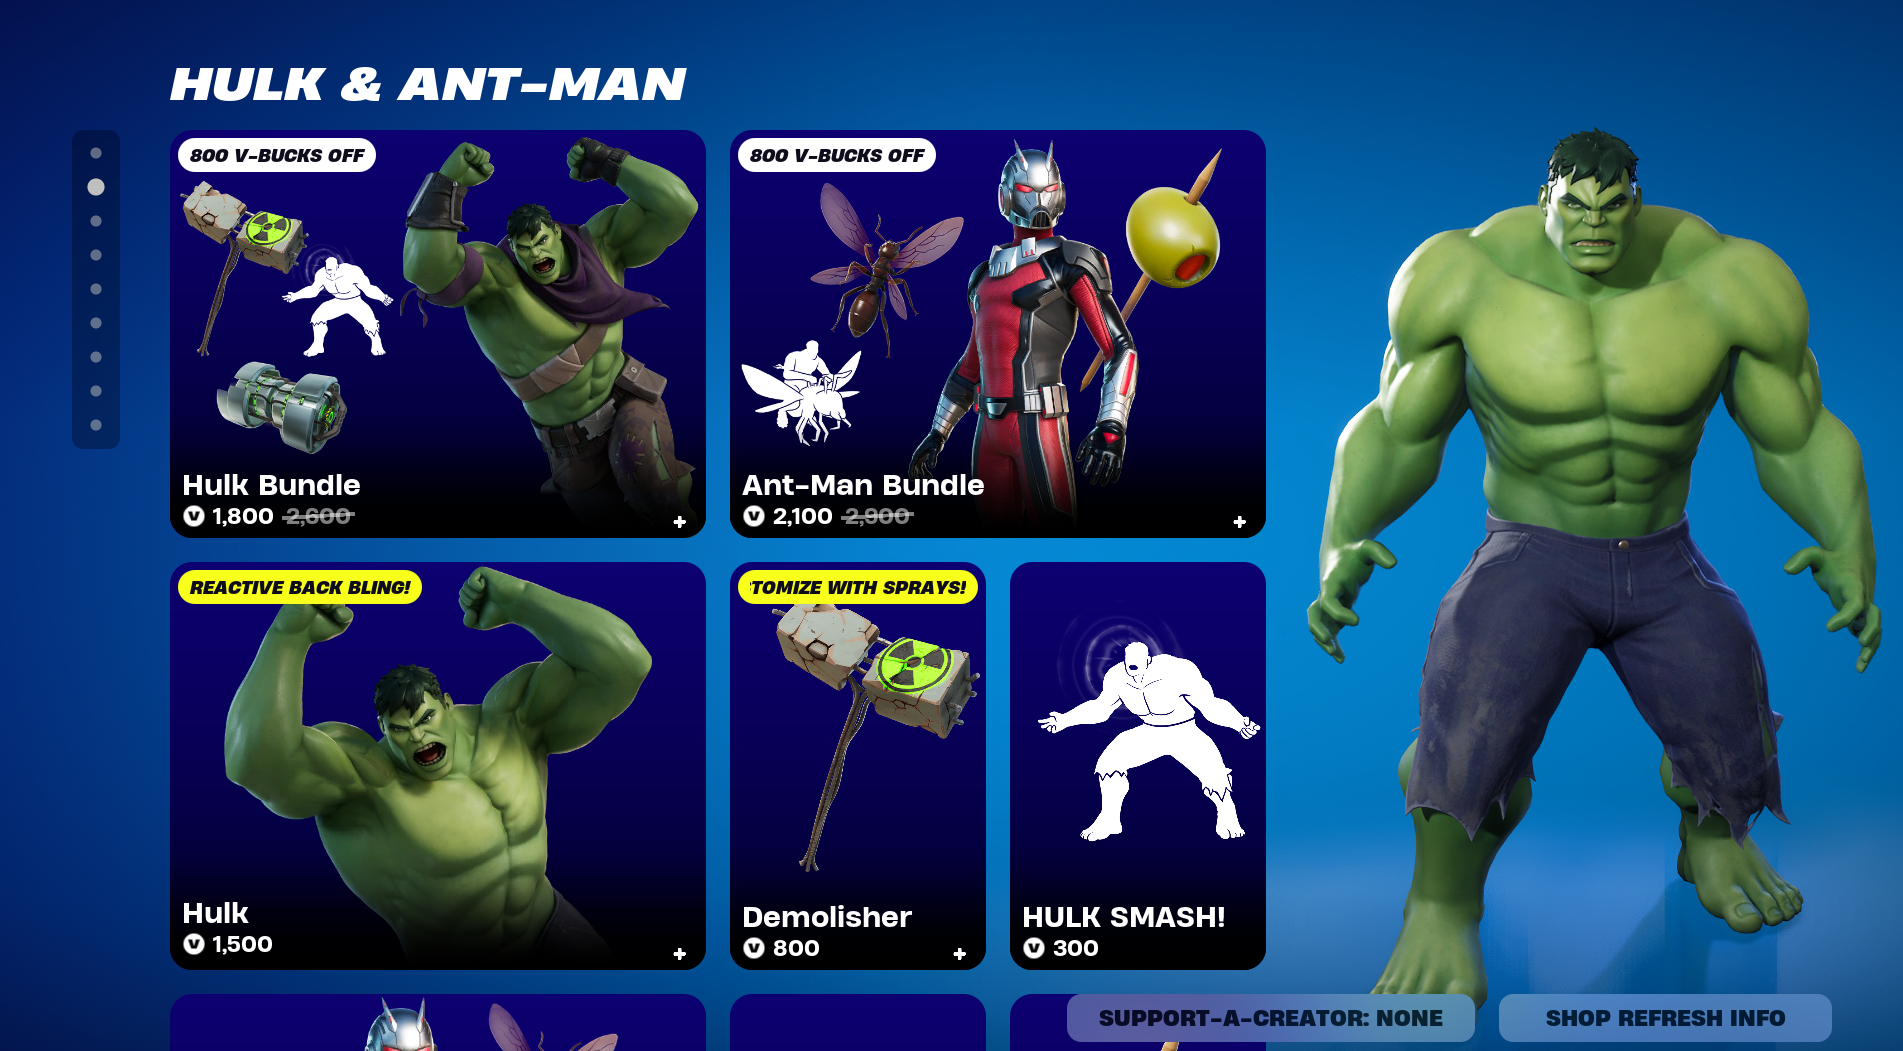 HULK & ANT-MAN
800 V-BUCKS OFF
Hulk Bundle
1,800 2,600
800 V-BUCKS OFF
Ant-Man Bundle
2,100 2,900
REACTIVE BACK BLING!
Hulk
1,500
TOMIZE WITH SPRAYS!
Demolisher
800
HULK SMASH!
300
SUPPORT-A-CREATOR: NONE
SHOP REFRESH INFO